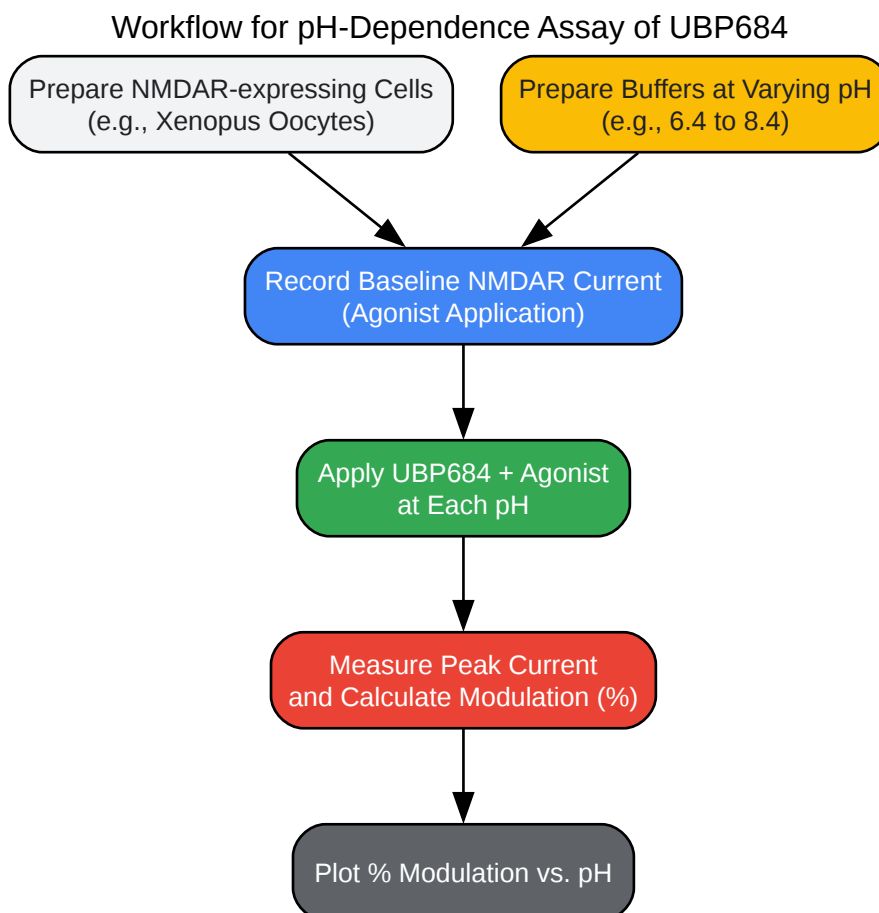 Workflow for pH-Dependence Assay of UBP684
Prepare NMDAR-expressing Cells
(e.g., Xenopus Oocytes)
Prepare Buffers at Varying pH
(e.g., 6.4 to 8.4)
Record Baseline NMDAR Current
(Agonist Application)
Apply UBP684 + Agonist
at Each pH
Measure Peak Current
and Calculate Modulation (%)
Plot % Modulation vs. pH